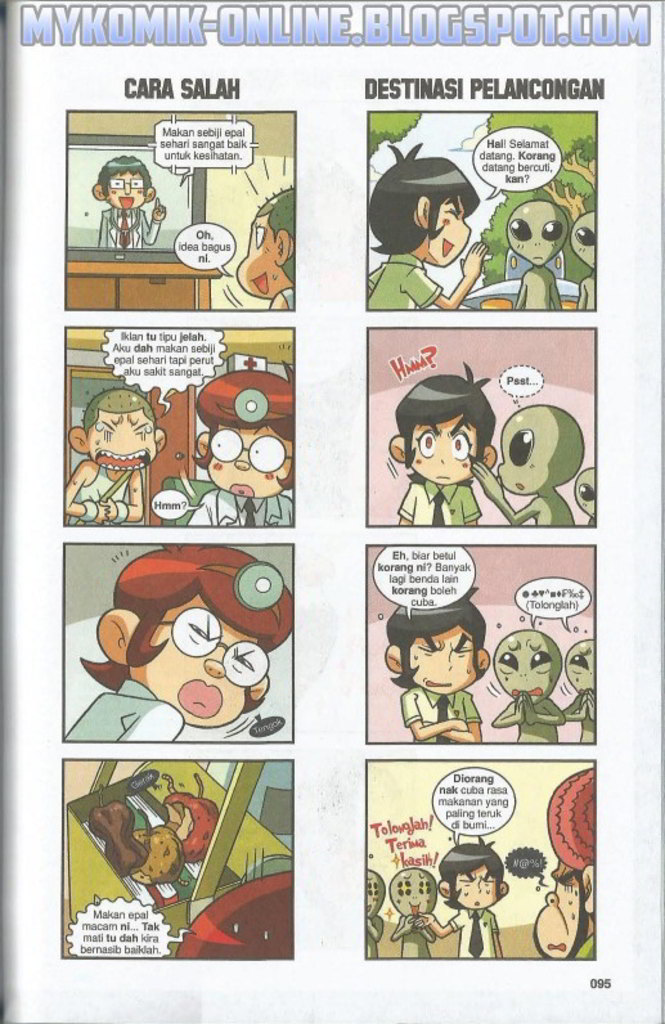 MYKOMIK-ONLINE.BLOGSPOT.COM
CARA SALAH
Makan sebiji epal
sehari sangat baik
untuk kesihatan.
Oh,
idea bagus
ni.
Iklan tu tipu jelah.
Aku dah makan sebiji
epal sehari tapi perut
aku sakit sangat.
Hmm?
Tengok
Gerak
Makan epal
macam ni... Tak
mati tu dah kira
bernasib baiklah.
DESTINASI PELANCONGAN
Hai! Selamat
datang. Korang
datang bercuti,
kan?
HMM?
Psst...
Eh, biar betul
korang ni? Banyak
lagi benda lain
korang boleh
cuba.
(Tolonglah)
Diorang
nak cuba rasa
makanan yang
paling teruk
di bumi...
Tolonglah!
Terima
kasih!
#@%!
095